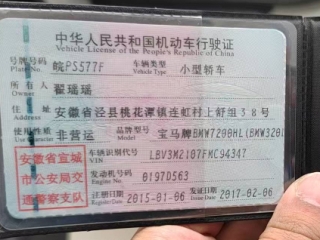 中华人民共和国机动车行驶证
Vehicle License of the People's Republic of China
号牌号码 皖PS577F 车辆类型 小型轿车
Plate No. Vehicle Type
所有人 翟瑶瑶
Owner
住址 安徽省泾县桃花潭镇连虹村上舒组38号
Address
使用性质 非营运 品牌型号 宝马牌BMW7200HL(BMW320L
安徽省宣城 车辆识别代号 LBV3M2107FMC94347
VIN
市公安局交 发动机号码 0197D563
Engine No.
通警察支队 注册日期 2015-01-06 发证日期 2017-02-06
Register Date Issue Date